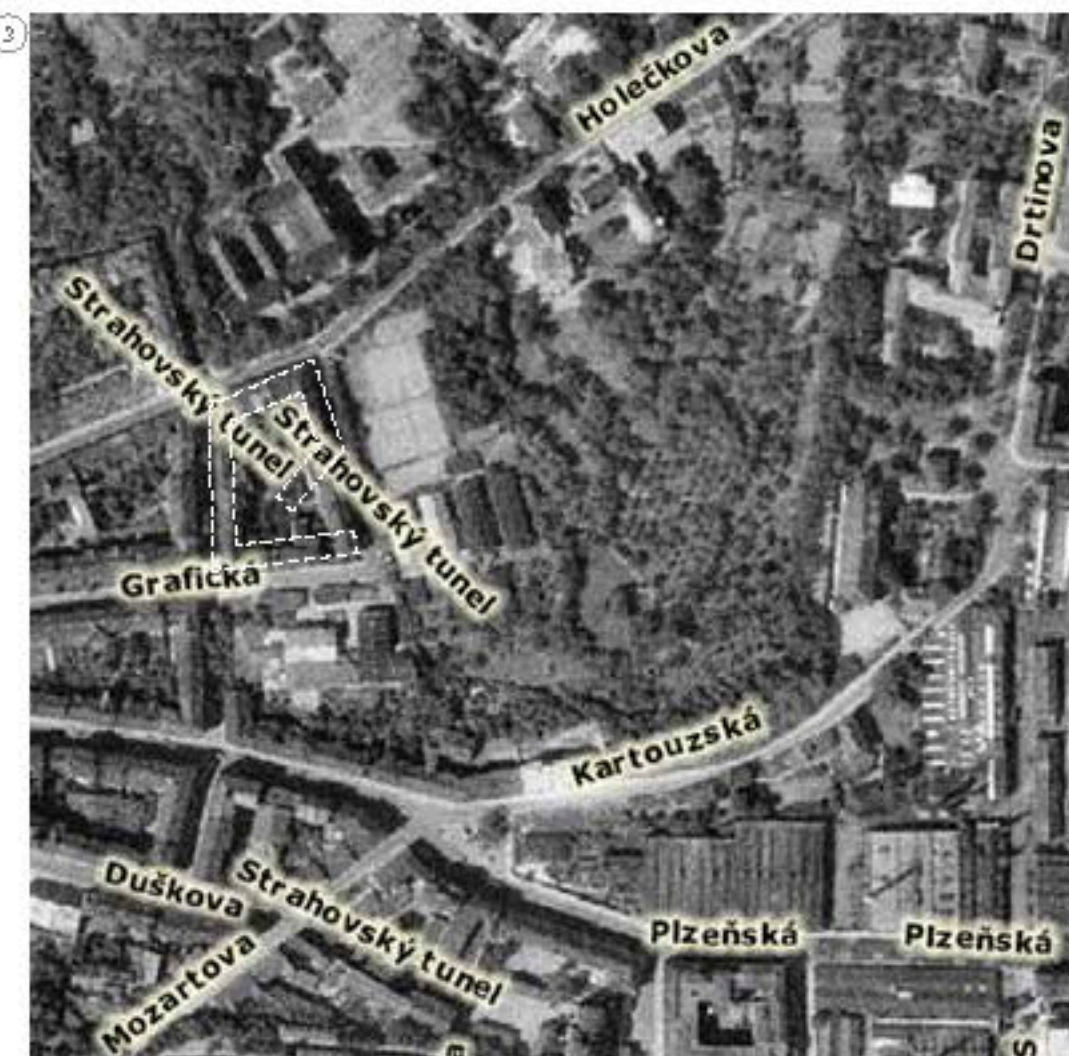 3
Holečkova
Drtinova
Strahovský tunel
Strahovský tunel
Grafická
Kartouzská
Duškova
Strahovský tunel
Plzeňská
Plzeňská
Mozartova
a
S